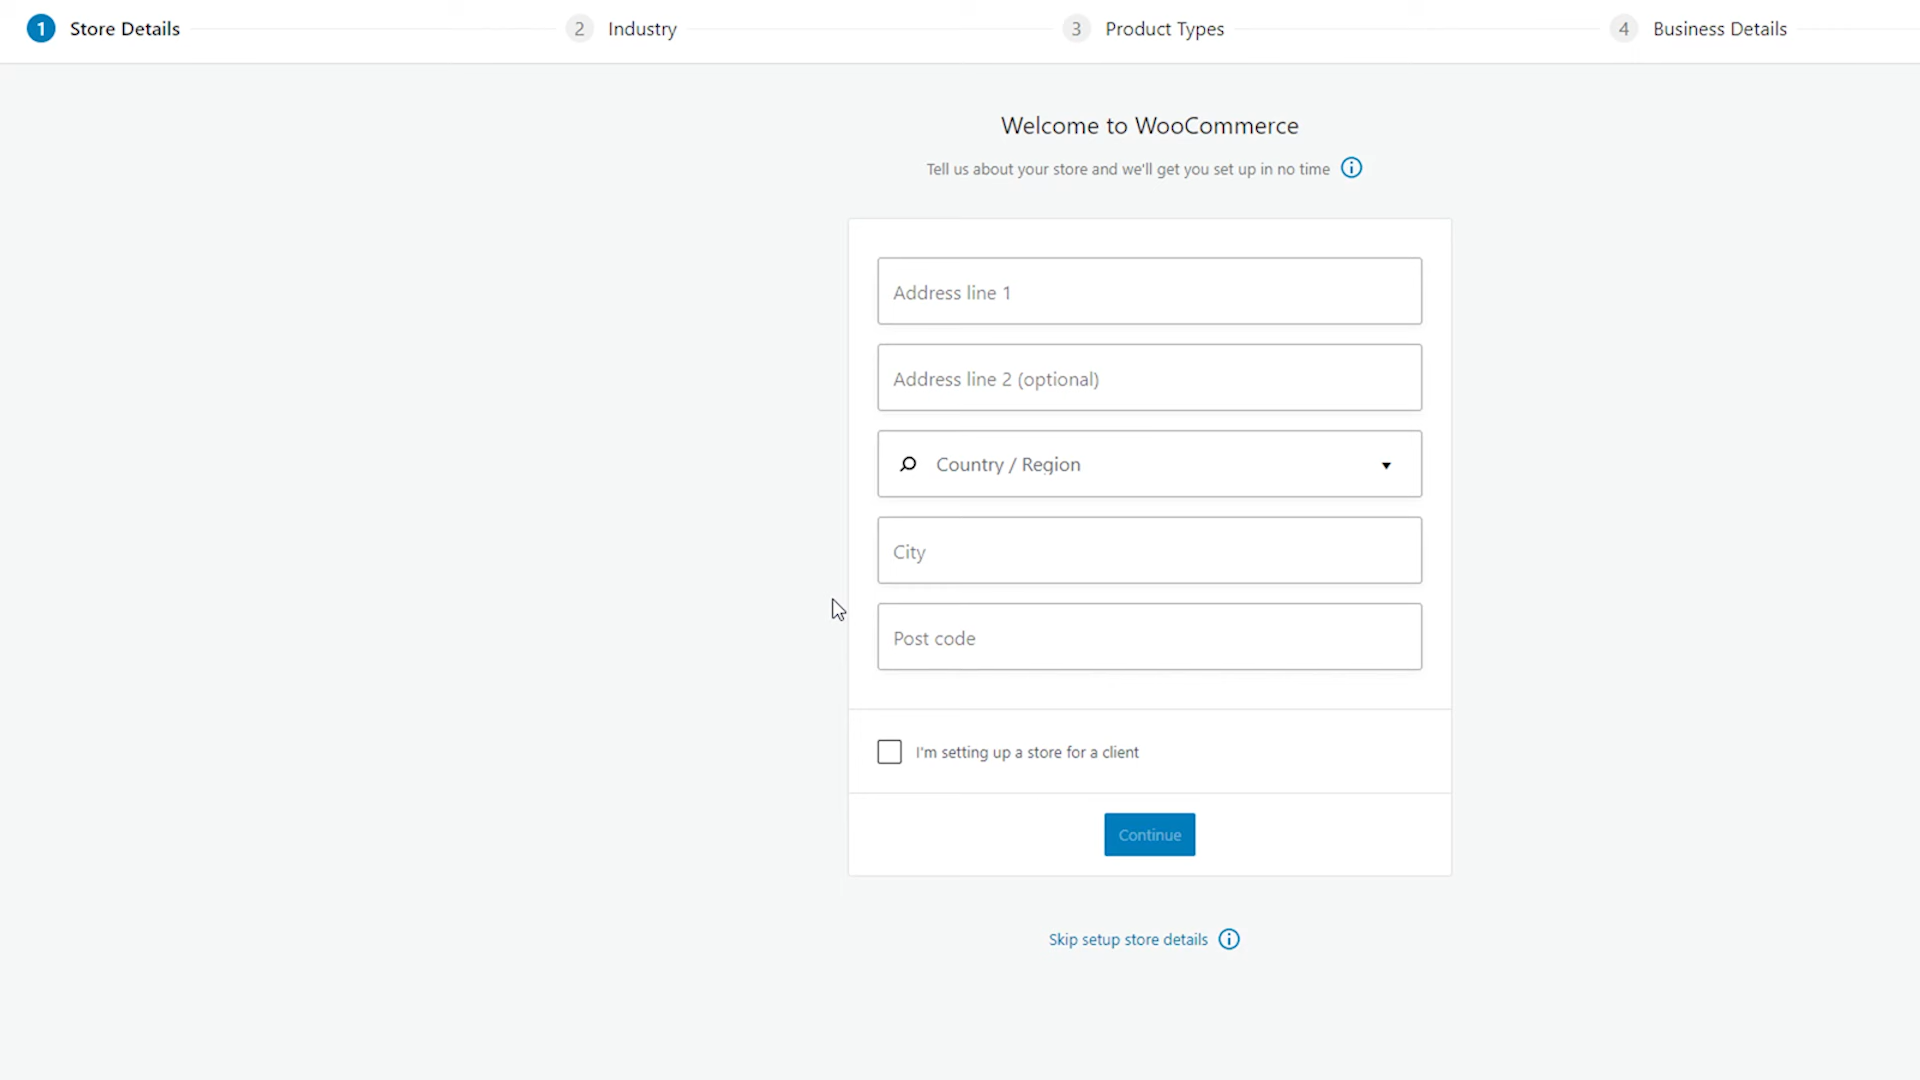 1 Store Details 2 Industry 3 Product Types 4 Business Details
Welcome to WooCommerce
Tell us about your store and we'll get you set up in no time
Address line 1
Address line 2 (optional)
Country / Region
City
Post code
I'm setting up a store for a client
Continue
Skip setup store details